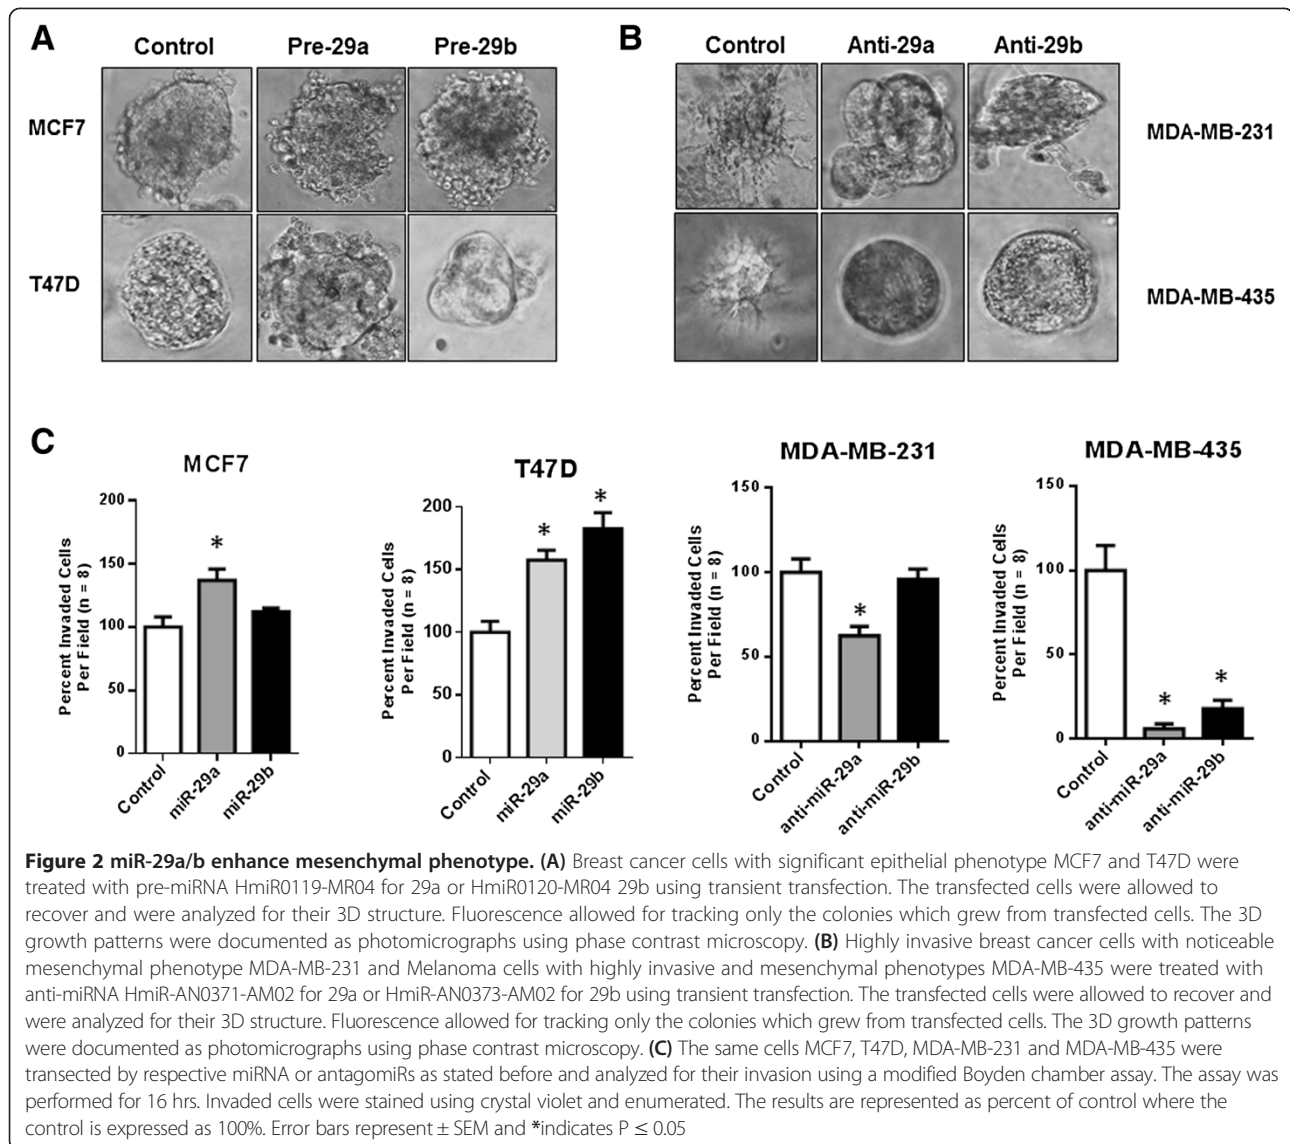 A
Control
Pre-29a
Pre-29b
MCF7
T47D
B
Control
Anti-29a
Anti-29b
MDA-MB-231
MDA-MB-435
C
MCF7
Percent Invaded Cells
Per Field (n = 8)
200
150
100
50
0
*
Control
miR-29a
miR-29b
T47D
Percent Invaded Cells
Per Field (n = 8)
200
150
100
50
0
*
*
Control
miR-29a
miR-29b
MDA-MB-231
Percent Invaded Cells
Per Field (n = 8)
150
100
50
0
*
Control
anti-miR-29a
anti-miR-29b
MDA-MB-435
Percent Invaded Cells
Per Field (n = 8)
150
100
50
0
*
*
Control
anti-miR-29a
anti-miR-29b
Figure 2 miR-29a/b enhance mesenchymal phenotype. (A) Breast cancer cells with significant epithelial phenotype MCF7 and T47D were
treated with pre-miRNA HmiR0119-MR04 for 29a or HmiR0120-MR04 29b using transient transfection. The transfected cells were allowed to
recover and were analyzed for their 3D structure. Fluorescence allowed for tracking only the colonies which grew from transfected cells. The 3D
growth patterns were documented as photomicrographs using phase contrast microscopy. (B) Highly invasive breast cancer cells with noticeable
mesenchymal phenotype MDA-MB-231 and Melanoma cells with highly invasive and mesenchymal phenotypes MDA-MB-435 were treated with
anti-miRNA HmiR-AN0371-AM02 for 29a or HmiR-AN0373-AM02 for 29b using transient transfection. The transfected cells were allowed to recover and
were analyzed for their 3D structure. Fluorescence allowed for tracking only the colonies which grew from transfected cells. The 3D growth patterns
were documented as photomicrographs using phase contrast microscopy. (C) The same cells MCF7, T47D, MDA-MB-231 and MDA-MB-435 were
transected by respective miRNA or antagomiRs as stated before and analyzed for their invasion using a modified Boyden chamber assay. The assay was
performed for 16 hrs. Invaded cells were stained using crystal violet and enumerated. The results are represented as percent of control where the
control is expressed as 100%. Error bars represent ± SEM and *indicates P ≤ 0.05